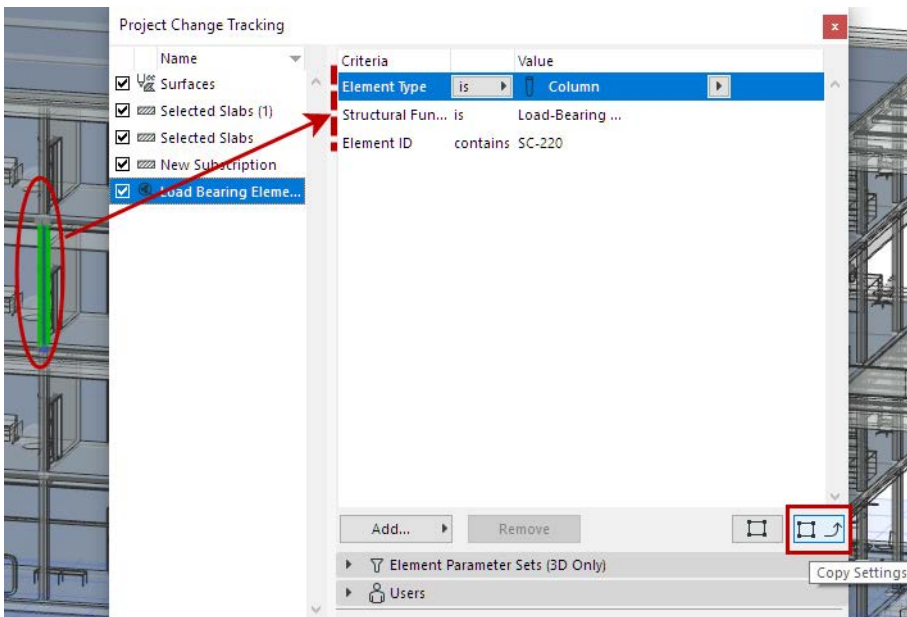 Project Change Tracking
Name
Surfaces
Selected Slabs (1)
Selected Slabs
New Subscription
Load Bearing Eleme...
Criteria Value
Element Type is Column
Structural Fun... is Load-Bearing ...
Element ID contains SC-220
Add... Remove
Copy Settings
Element Parameter Sets (3D Only)
Users